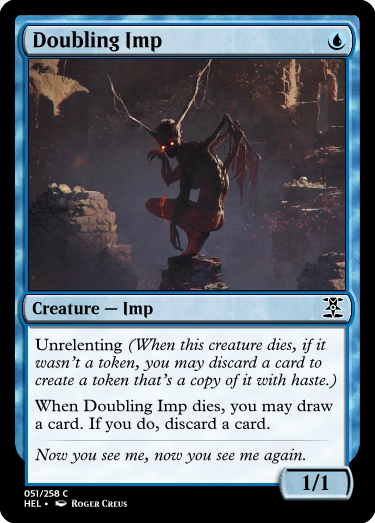 Doubling Imp
Creature — Imp
Unrelenting (When this creature dies, if it
wasn't a token, you may discard a card to
create a token that's a copy of it with haste.)
When Doubling Imp dies, you may draw
a card. If you do, discard a card.
Now you see me, now you see me again.
1/1
051/258 C
HEL • Roger Creus